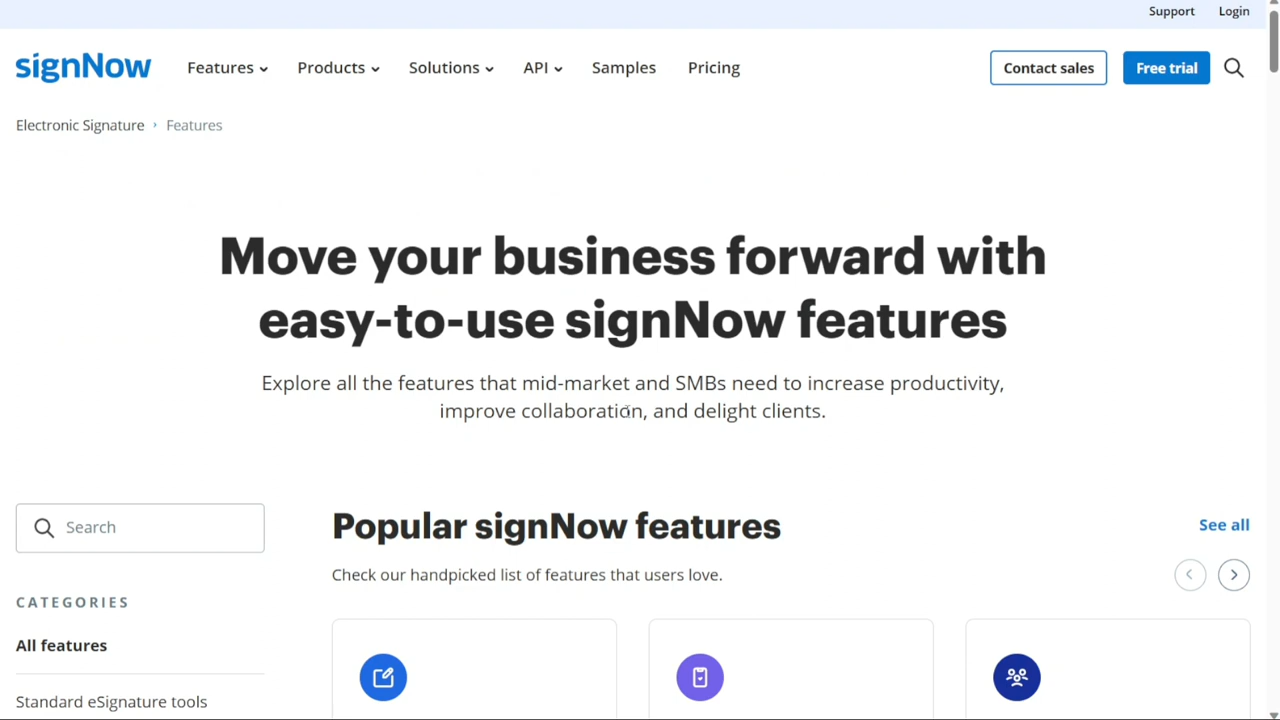 Support Login
signNow Features Products Solutions API Samples Pricing Contact sales Free trial
Electronic Signature › Features
Move your business forward with
easy-to-use signNow features
Explore all the features that mid-market and SMBs need to increase productivity,
improve collaboration, and delight clients.
Search
Popular signNow features
See all
Check our handpicked list of features that users love.
CATEGORIES
All features
Standard eSignature tools